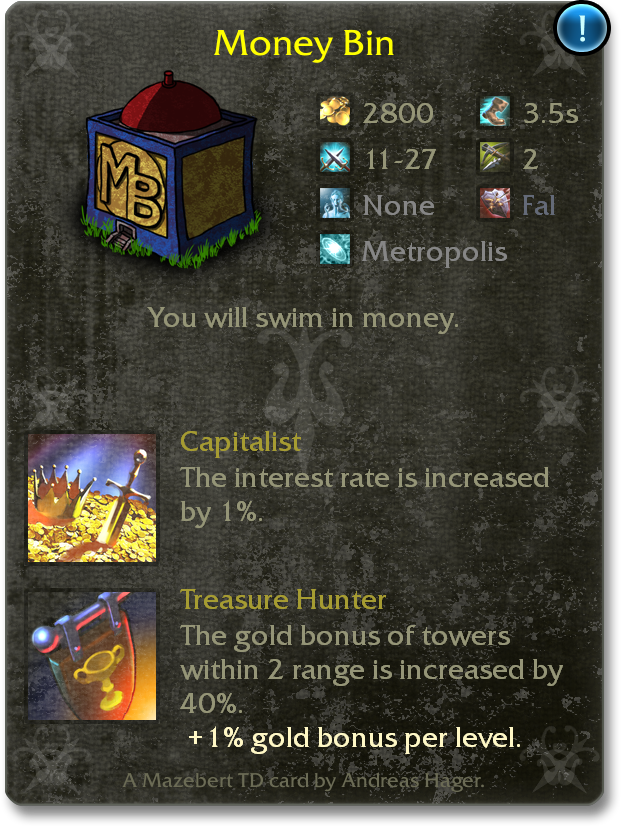 !
Money Bin
2800 3.5s
11-27 2
None Fal
Metropolis
MBB
You will swim in money.
Capitalist
The interest rate is increased
by 1%.
Treasure Hunter
The gold bonus of towers
within 2 range is increased by
40%.
+1% gold bonus per level.
A Mazebert TD card by Andreas Hager.